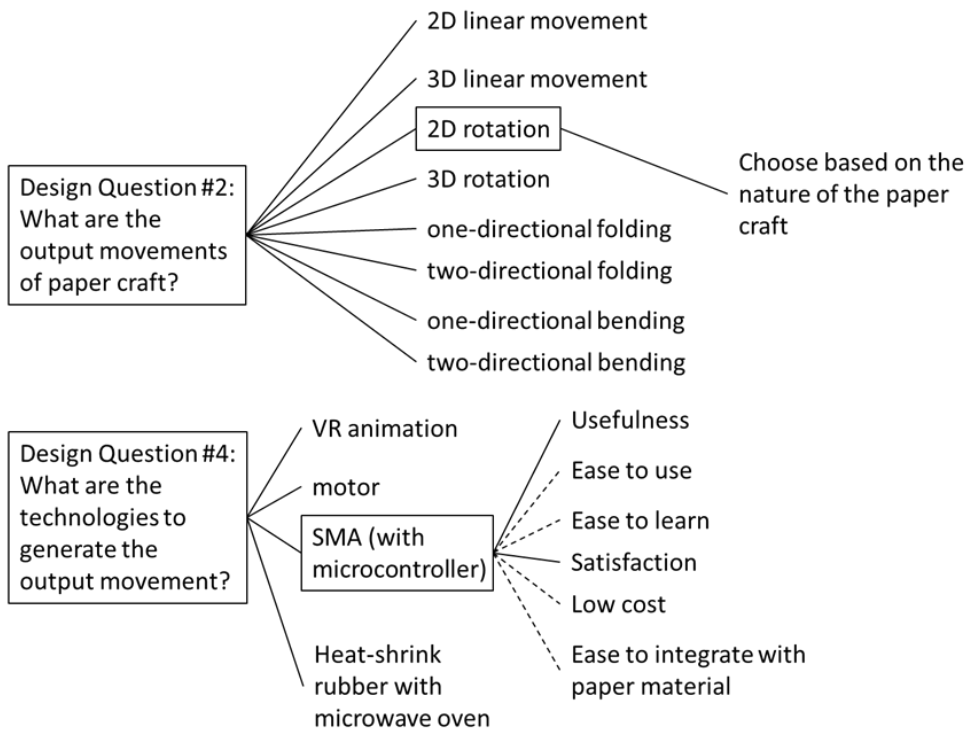 Design Question #2:
What are the
output movements
of paper craft?
2D linear movement
3D linear movement
2D rotation
3D rotation
one-directional folding
two-directional folding
one-directional bending
two-directional bending
Choose based on the
nature of the paper
craft
Design Question #4:
What are the
technologies to
generate the
output movement?
VR animation
motor
SMA (with
microcontroller)
Heat-shrink
rubber with
microwave oven
Usefulness
Ease to use
Ease to learn
Satisfaction
Low cost
Ease to integrate with
paper material